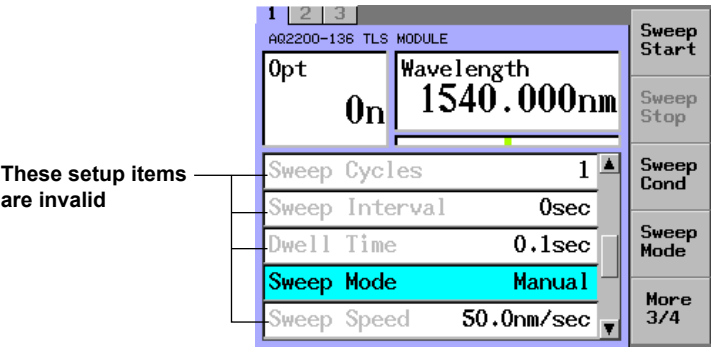 1 2 3
AQ2200-136 TLS MODULE
Opt
On
Wavelength
1540.000nm
These setup items
are invalid
Sweep Cycles 1
Sweep Interval 0sec
Dwell Time 0.1sec
Sweep Mode Manual
Sweep Speed 50.0nm/sec
Sweep
Start
Sweep
Stop
Sweep
Cond
Sweep
Mode
More
3/4